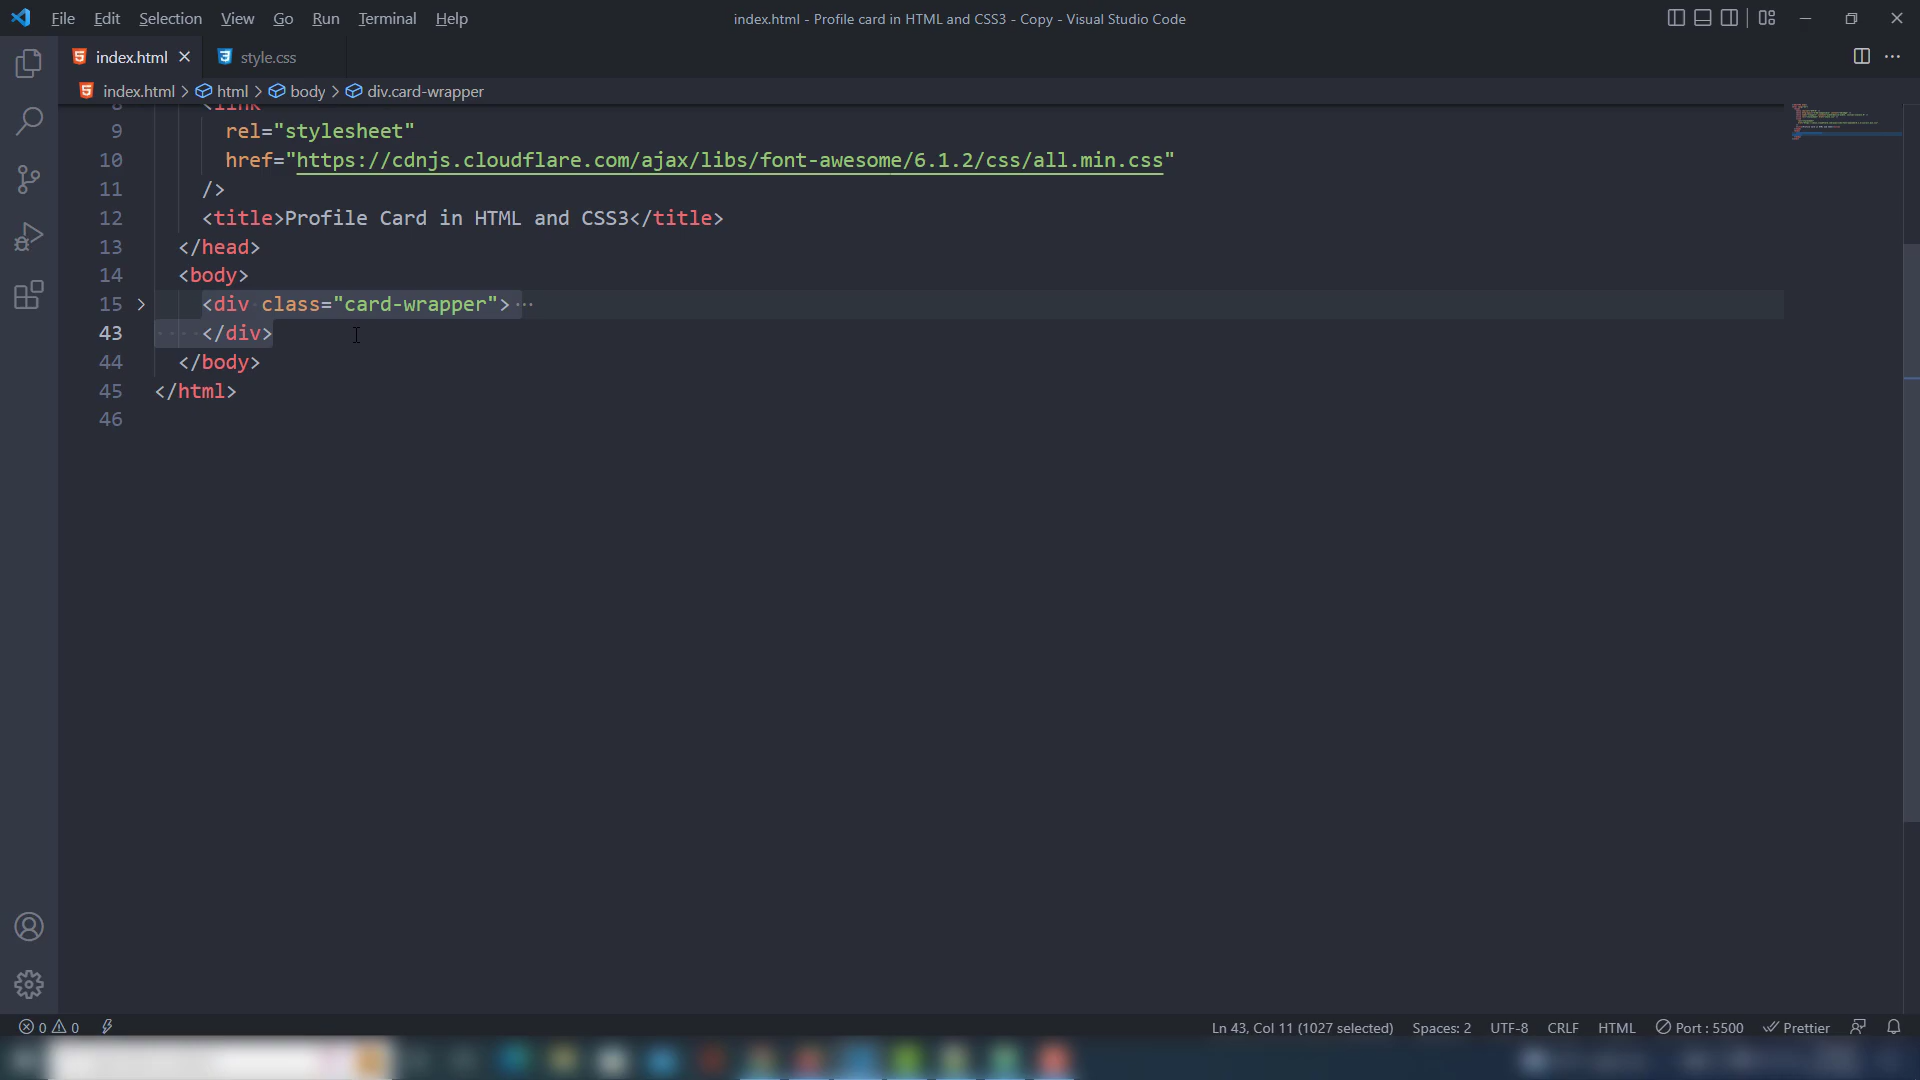 File Edit Selection View Go Run Terminal Help
index.html - Profile card in HTML and CSS3 - Copy - Visual Studio Code
index.html style.css
index.html > html > body > div.card-wrapper
8 <link
9 rel="stylesheet"
10 href="https://cdnjs.cloudflare.com/ajax/libs/font-awesome/6.1.2/css/all.min.css"
11 />
12 <title>Profile Card in HTML and CSS3</title>
13 </head>
14 <body>
15 <div class="card-wrapper">···
43 </div>
44 </body>
45 </html>
46
0 0 Ln 43, Col 11 (1027 selected) Spaces: 2 UTF-8 CRLF HTML Port : 5500 Prettier